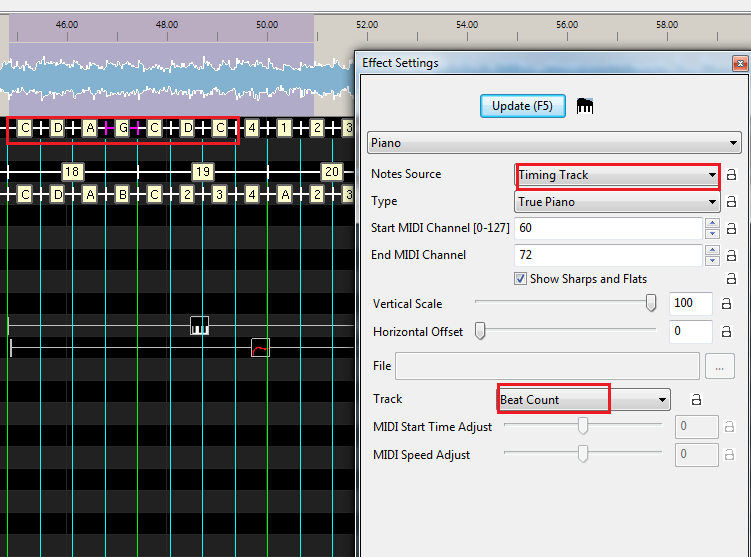 46.00 48.00 50.00 52.00 54.00 56.00 58.00
Effect Settings
Update (F5)
C D A G C D C 4 1 2 3
Piano
18 19 20
Notes Source Timing Track
C D A B C 2 3 4 A 2 3
Type True Piano
Start MIDI Channel [0-127] 60
End MIDI Channel 72
Show Sharps and Flats
Vertical Scale 100
Horizontal Offset 0
File ...
Track Beat Count
MIDI Start Time Adjust 0
MIDI Speed Adjust 0